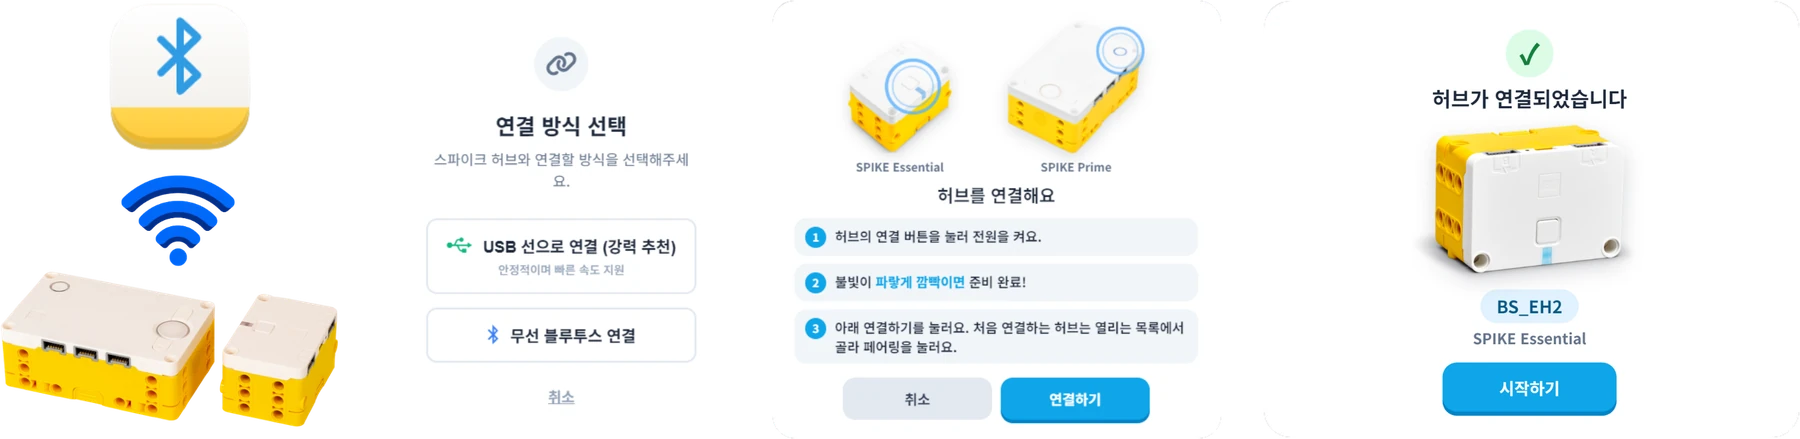 연결 방식 선택
스파이크 허브와 연결할 방식을 선택해주세
요.
USB 선으로 연결 (강력 추천)
안정적이며 빠른 속도 지원
무선 블루투스 연결
취소
SPIKE Essential
SPIKE Prime
허브를 연결해요
1 허브의 연결 버튼을 눌러 전원을 켜요.
2 불빛이 파랗게 깜빡이면 준비 완료!
3 아래 연결하기를 눌러요. 처음 연결하는 허브는 열리는 목록에서
골라 페어링을 눌러요.
취소
연결하기
허브가 연결되었습니다
BS_EH2
SPIKE Essential
시작하기